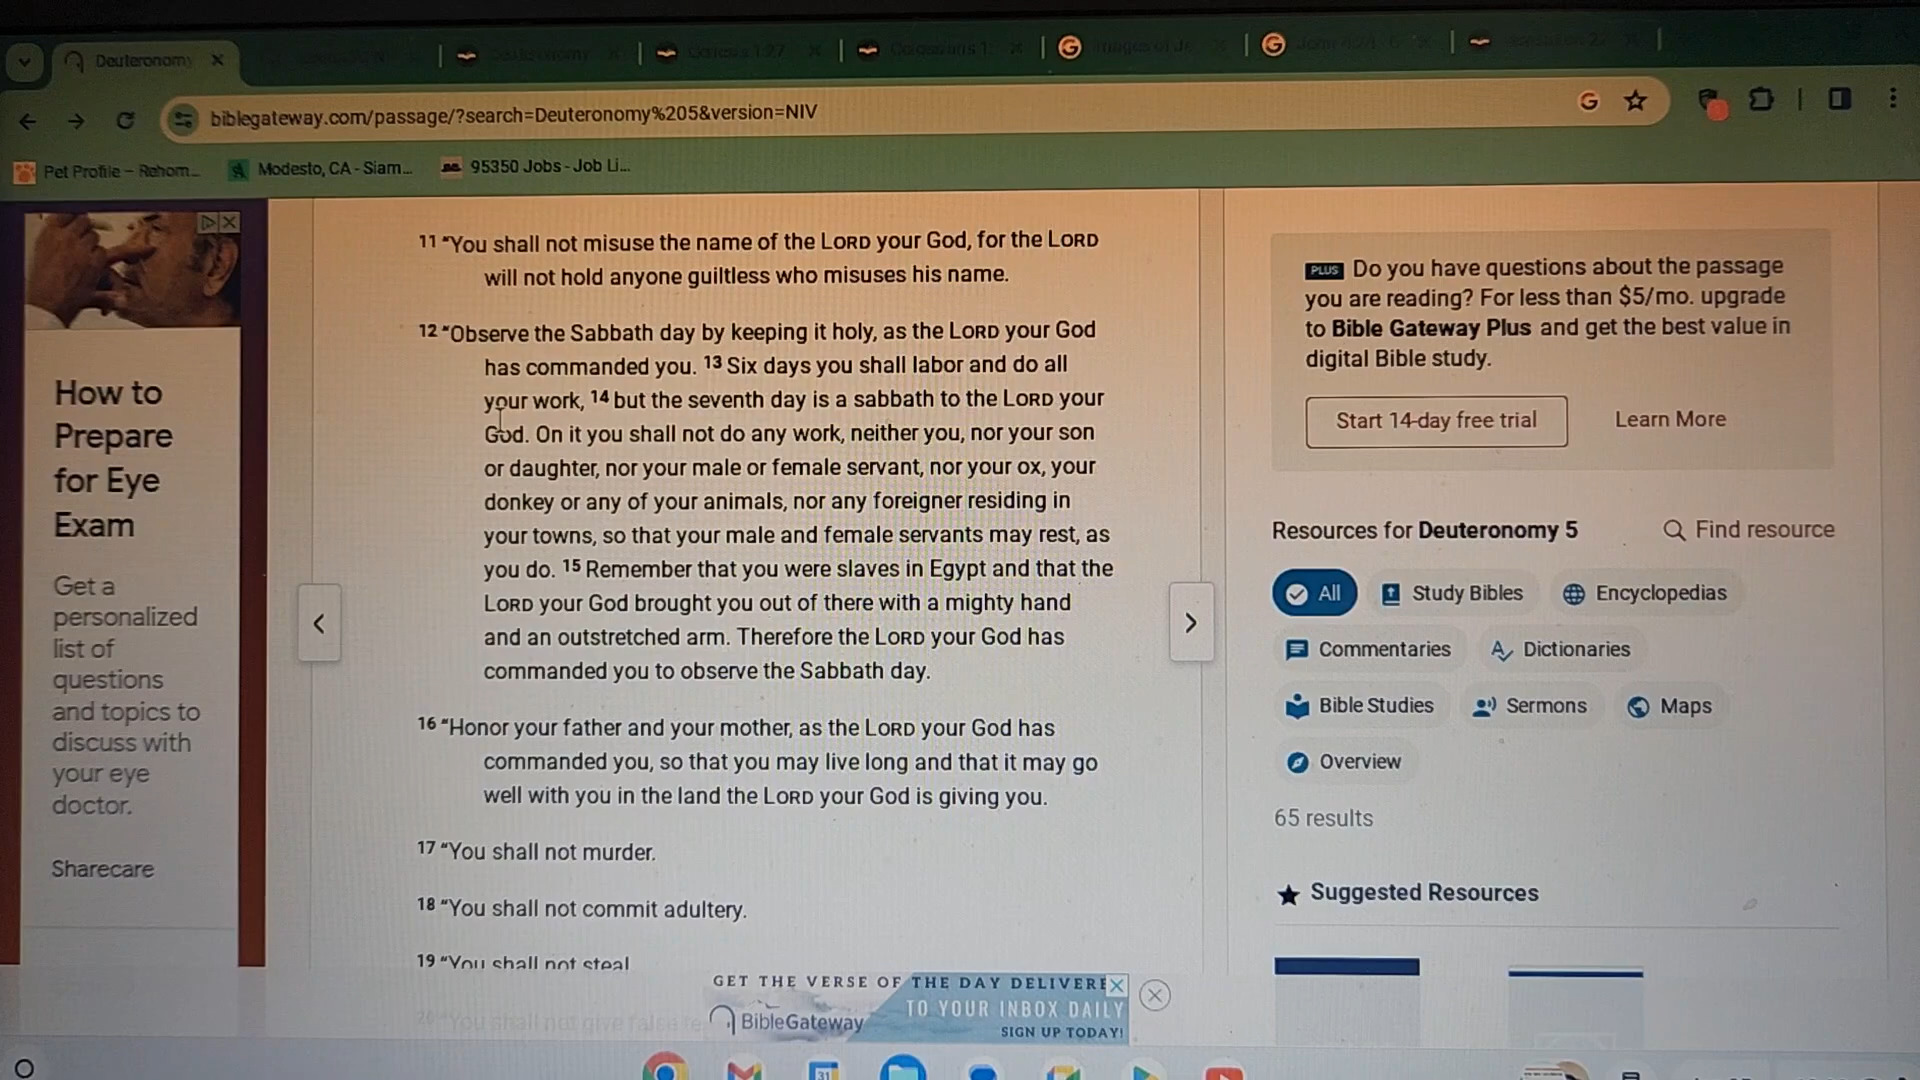 Deuteronomy
biblegateway.com/passage/?search=Deuteronomy%205&version=NIV
Pet Profile – Rehom...
Modesto, CA - Siam...
95350 Jobs - Job Li...
11 “You shall not misuse the name of the LORD your God, for the LORD
will not hold anyone guiltless who misuses his name.
12 “Observe the Sabbath day by keeping it holy, as the LORD your God
has commanded you. 13 Six days you shall labor and do all
your work, 14 but the seventh day is a sabbath to the LORD your
God. On it you shall not do any work, neither you, nor your son
or daughter, nor your male or female servant, nor your ox, your
donkey or any of your animals, nor any foreigner residing in
your towns, so that your male and female servants may rest, as
you do. 15 Remember that you were slaves in Egypt and that the
LORD your God brought you out of there with a mighty hand
and an outstretched arm. Therefore the LORD your God has
commanded you to observe the Sabbath day.
16 “Honor your father and your mother, as the LORD your God has
commanded you, so that you may live long and that it may go
well with you in the land the LORD your God is giving you.
17 “You shall not murder.
18 “You shall not commit adultery.
19 “You shall not steal
20 “You shall not give false
How to
Prepare
for Eye
Exam
Get a
personalized
list of
questions
and topics to
discuss with
your eye
doctor.
Sharecare
PLUS Do you have questions about the passage
you are reading? For less than $5/mo. upgrade
to Bible Gateway Plus and get the best value in
digital Bible study.
Start 14-day free trial
Learn More
Resources for Deuteronomy 5
Find resource
All
Study Bibles
Encyclopedias
Commentaries
Dictionaries
Bible Studies
Sermons
Maps
Overview
65 results
Suggested Resources
GET THE VERSE OF THE DAY DELIVERE
TO YOUR INBOX DAILY
BibleGateway
SIGN UP TODAY!
31